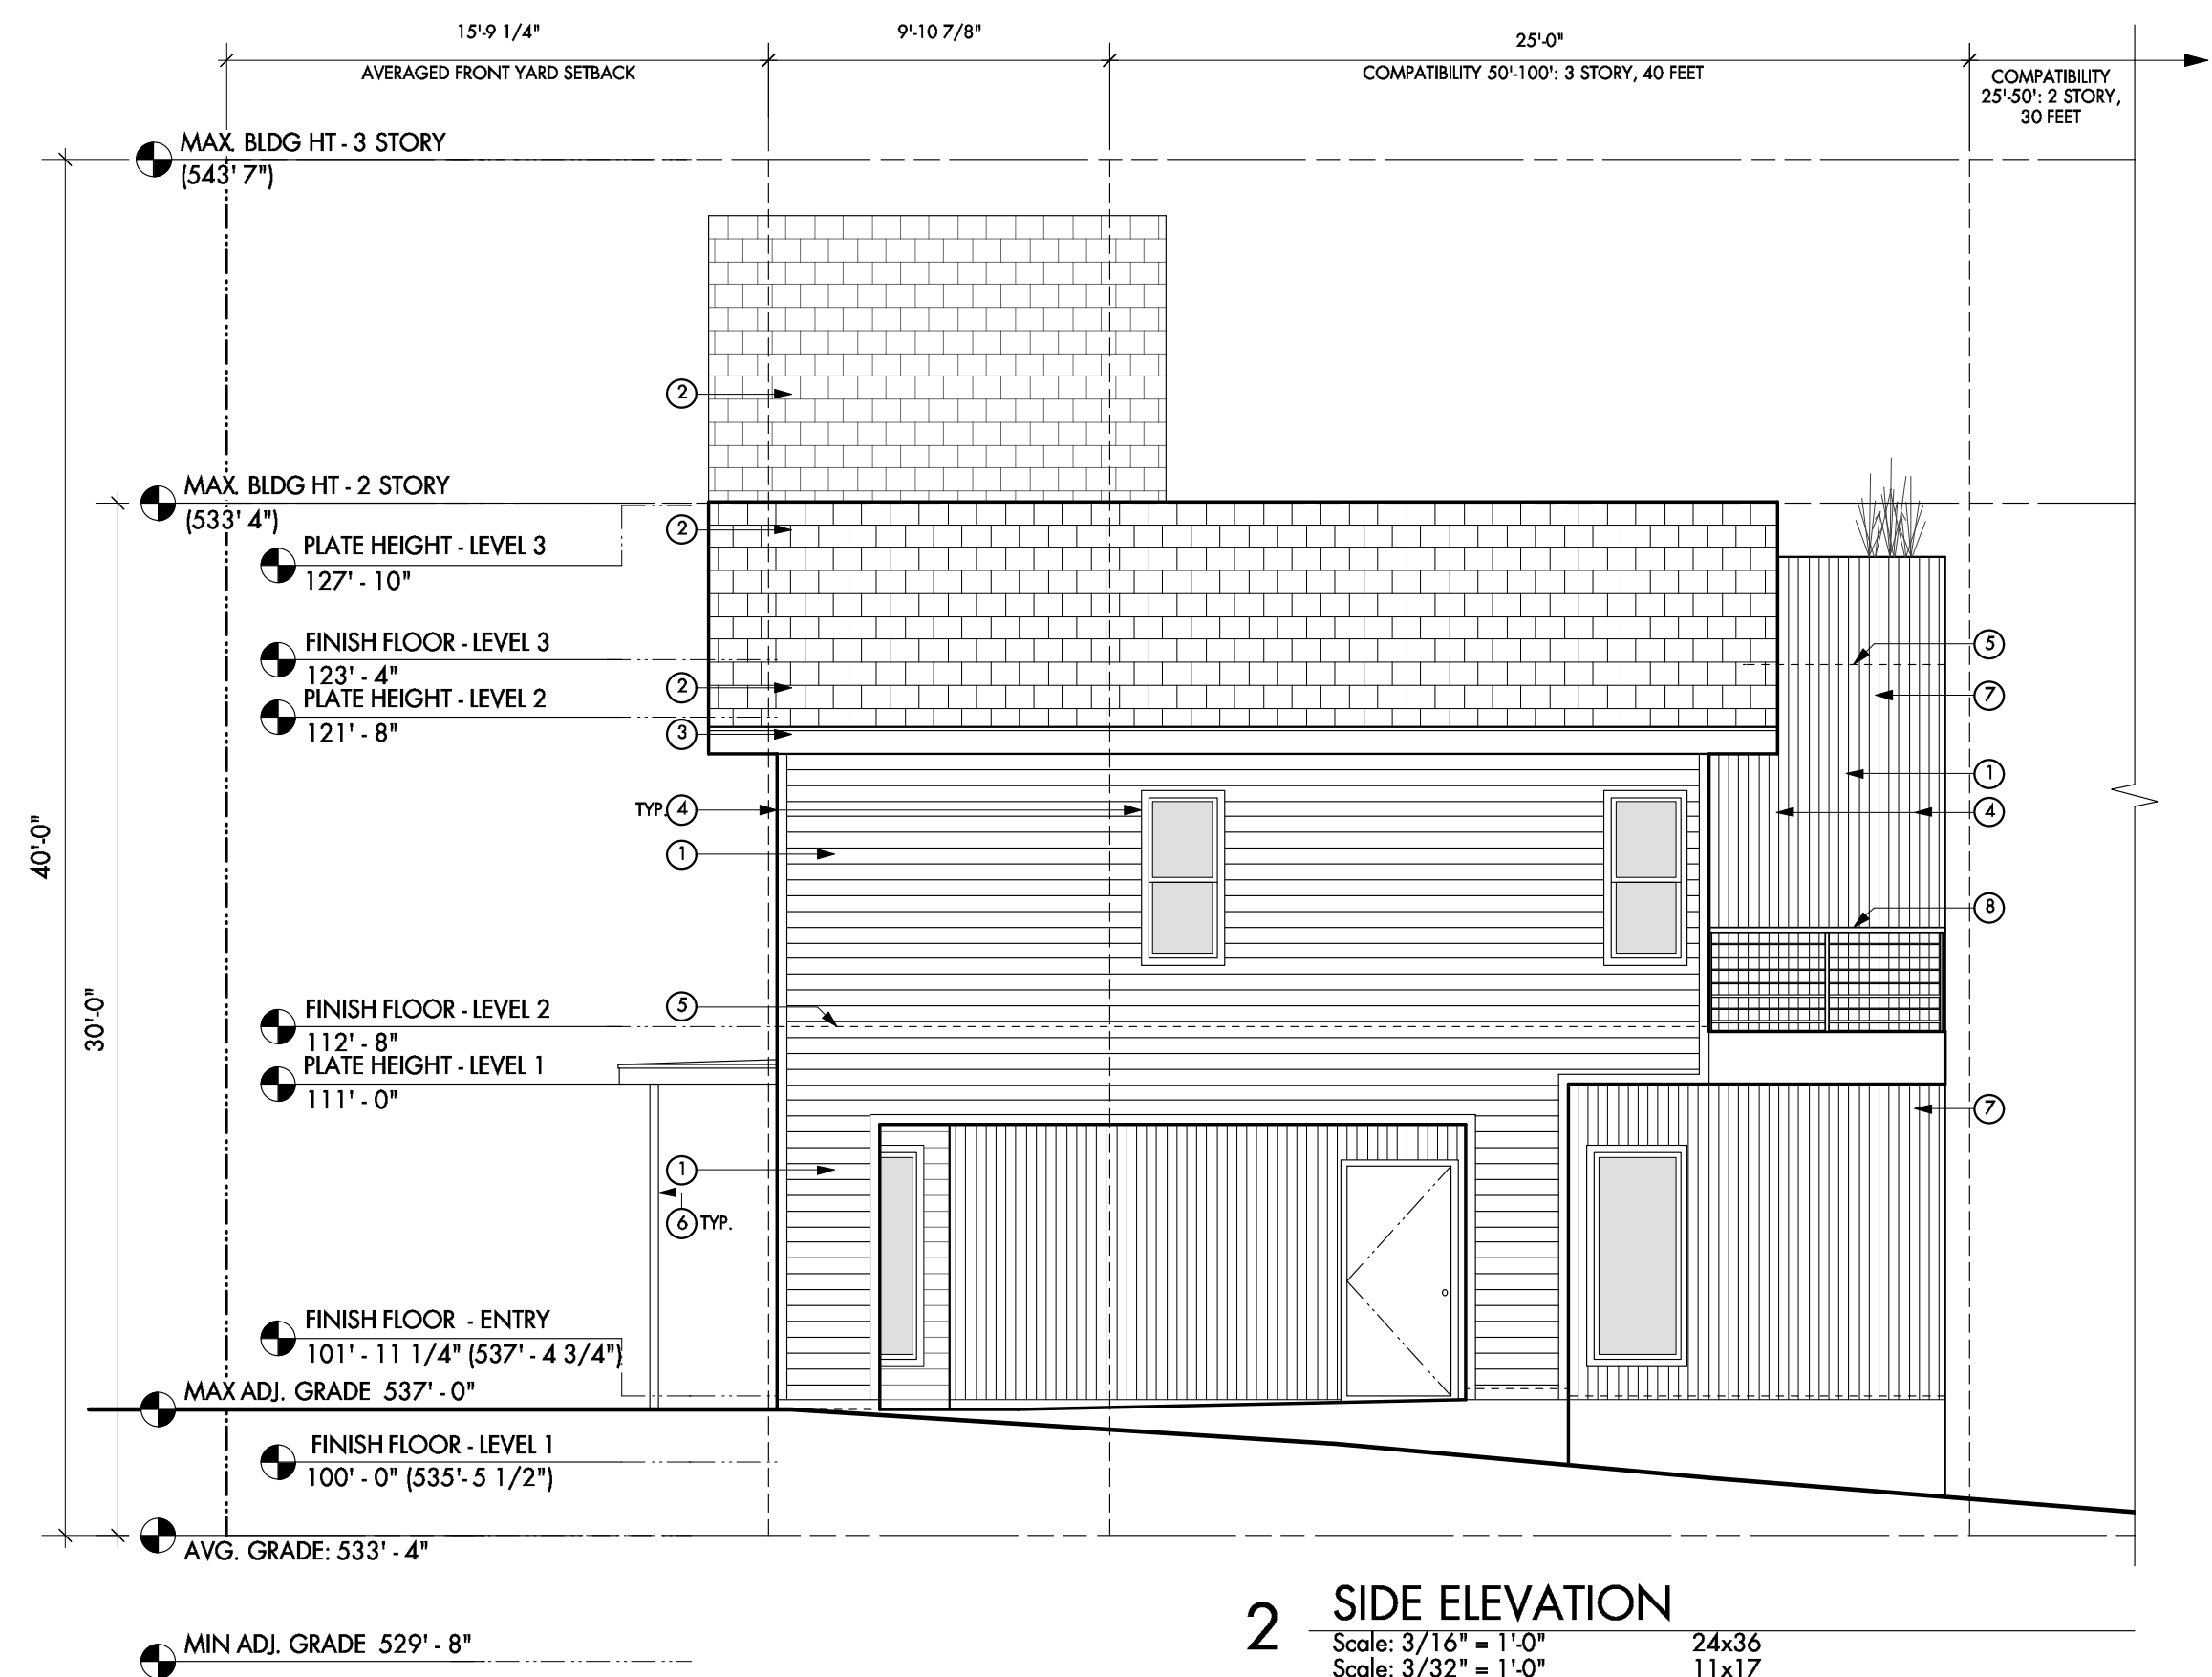 15'-9 1/4"
9'-10 7/8"
25'-0"
AVERAGED FRONT YARD SETBACK
COMPATIBILITY 50'-100': 3 STORY, 40 FEET
COMPATIBILITY
25'-50': 2 STORY,
30 FEET
MAX. BLDG HT - 3 STORY
(543' 7")
2
MAX. BLDG HT - 2 STORY
(533' 4")
2
PLATE HEIGHT - LEVEL 3
127' - 10"
FINISH FLOOR - LEVEL 3
123' - 4"
5
2
7
PLATE HEIGHT - LEVEL 2
121' - 8"
3
1
TYP. 4
4
40'-0"
1
8
30'-0"
FINISH FLOOR - LEVEL 2
112' - 8"
5
PLATE HEIGHT - LEVEL 1
111' - 0"
7
1
6 TYP.
FINISH FLOOR - ENTRY
101' - 11 1/4" (537' - 4 3/4")
MAX ADJ. GRADE 537' - 0"
FINISH FLOOR - LEVEL 1
100' - 0" (535'- 5 1/2")
AVG. GRADE: 533' - 4"
2 SIDE ELEVATION
Scale: 3/16" = 1'-0" 24x36
Scale: 3/32" = 1'-0" 11x17
MIN ADJ. GRADE 529' - 8"